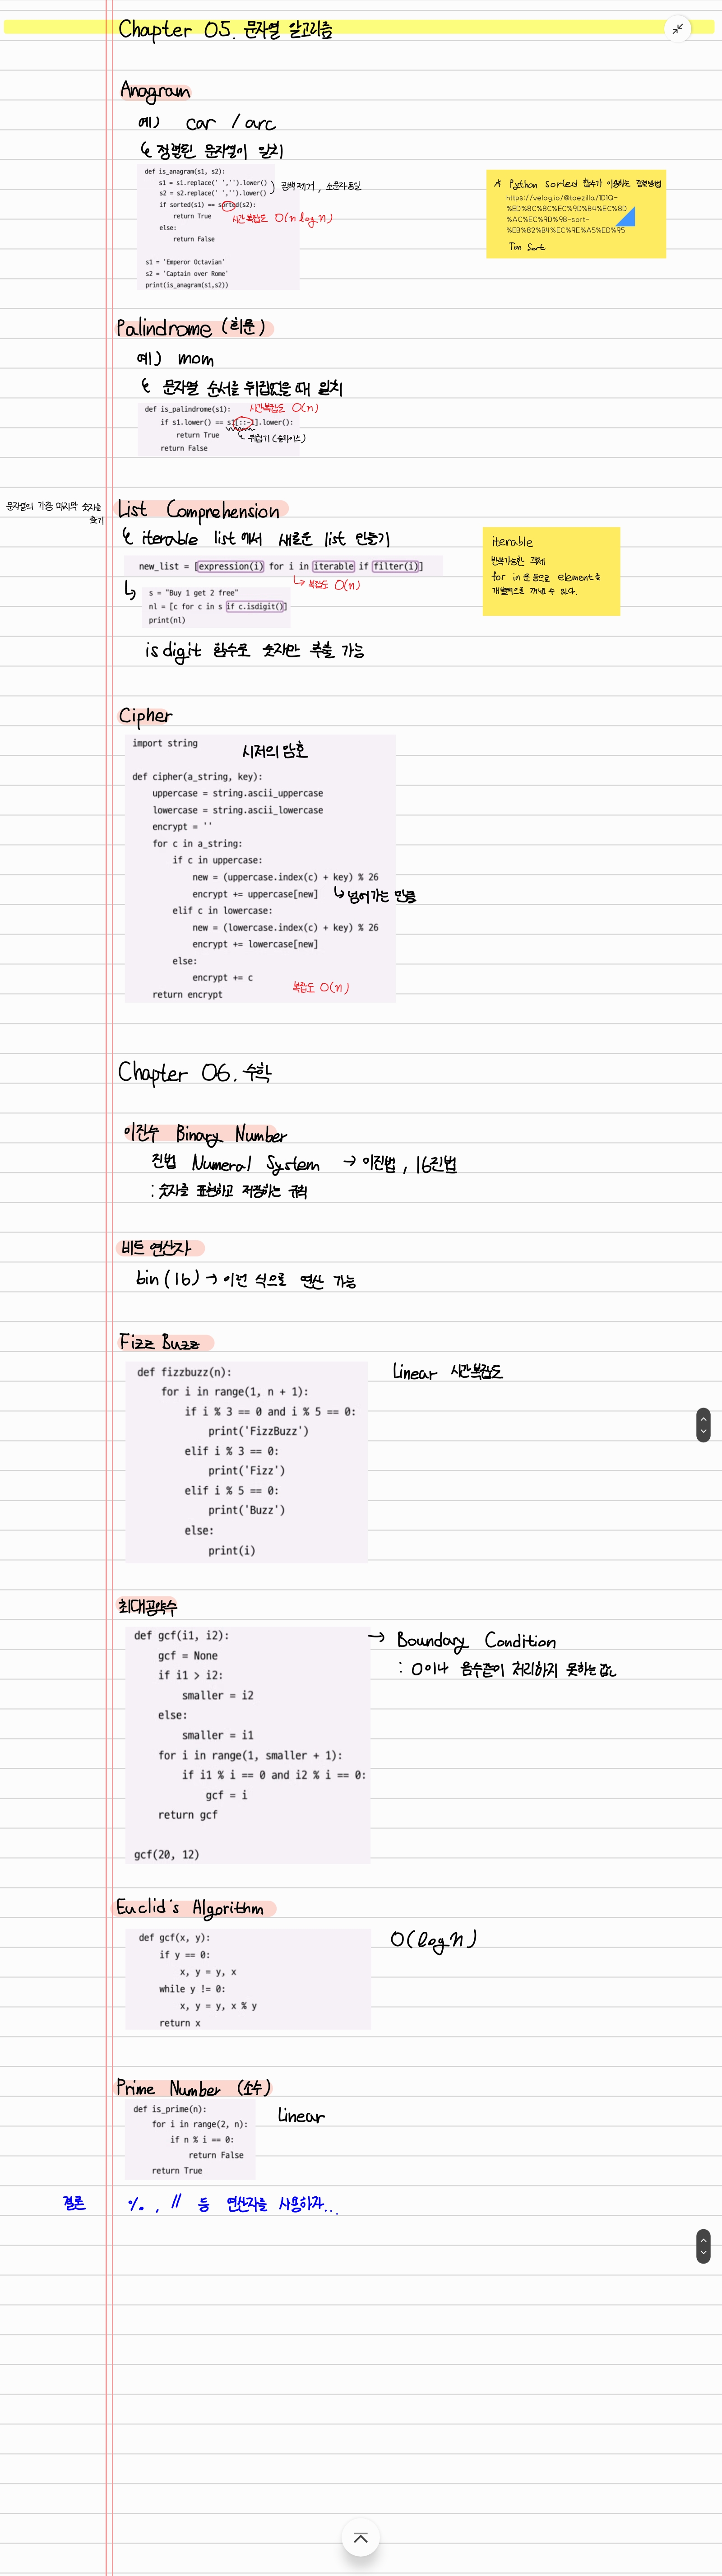 Chapter 05. 문자열 알고리즘
Anagram
예) car / arc
↳ 정렬된 문자열이 일치
def is_anagram(s1, s2):
s1 = s1.replace(' ','').lower()
s2 = s2.replace(' ','').lower()
) 공백 제거, 소문자 통일
if sorted(s1) == sorted(s2):
return True
시간복잡도 O(n log n)
else:
return False
s1 = 'Emperor Octavian'
s2 = 'Captain over Rome'
print(is_anagram(s1,s2))
* Python sorted 함수가 이용하는 정렬방법
https://velog.io/@toezilla/101Q-
%ED%8C%8C%EC%9D%B4%EC%8D
%AC%EC%9D%98-sort-
%EB%82%B4%EC%9E%A5%ED%95
Tim Sort
Palindrome (회문)
예) mom
↳ 문자열 순서를 뒤집었을 때 일치
def is_palindrome(s1):
시간복잡도 O(n)
if s1.lower() == s1[::-1].lower():
return True
↳ 뒤집기 (슬라이스)
return False
문자열의 가장 마지막 숫자를
찾기
List Comprehension
↳ iterable list 에서 새로운 list 만들기
new_list = [expression(i) for i in iterable if filter(i)]
↳ 복잡도 O(n)
s = "Buy 1 get 2 free"
nl = [c for c in s if c.isdigit()]
print(nl)
iterable
반복가능한 객체
for in 문 등으로 element를
개별적으로 꺼낼 수 있다.
isdigit 함수로 숫자만 추출 가능
Cipher
import string
시저의 암호
def cipher(a_string, key):
uppercase = string.ascii_uppercase
lowercase = string.ascii_lowercase
encrypt = ''
for c in a_string:
if c in uppercase:
new = (uppercase.index(c) + key) % 26
encrypt += uppercase[new]
↳ 넘어가는 만큼
elif c in lowercase:
new = (lowercase.index(c) + key) % 26
encrypt += lowercase[new]
else:
encrypt += c
return encrypt
복잡도 O(n)
Chapter 06. 수학
이진수 Binary Number
진법 Numeral System → 이진법, 16진법
: 숫자를 표현하고 저장하는 규칙
비트 연산자
bin(16) → 이런 식으로 연산 가능
Fizz Buzz
def fizzbuzz(n):
Linear 시간복잡도
for i in range(1, n + 1):
if i % 3 == 0 and i % 5 == 0:
print('FizzBuzz')
elif i % 3 == 0:
print('Fizz')
elif i % 5 == 0:
print('Buzz')
else:
print(i)
최대공약수
def gcf(i1, i2):
→ Boundary Condition
: 0이나 음수같이 처리하지 못하는 값
gcf = None
if i1 > i2:
smaller = i2
else:
smaller = i1
for i in range(1, smaller + 1):
if i1 % i == 0 and i2 % i == 0:
gcf = i
return gcf
gcf(20, 12)
Euclid's Algorithm
def gcf(x, y):
O(log n)
if y == 0:
x, y = y, x
while y != 0:
x, y = y, x % y
return x
Prime Number (소수)
def is_prime(n):
Linear
for i in range(2, n):
if n % i == 0:
return False
return True
결론 %, // 등 연산자를 사용하자...